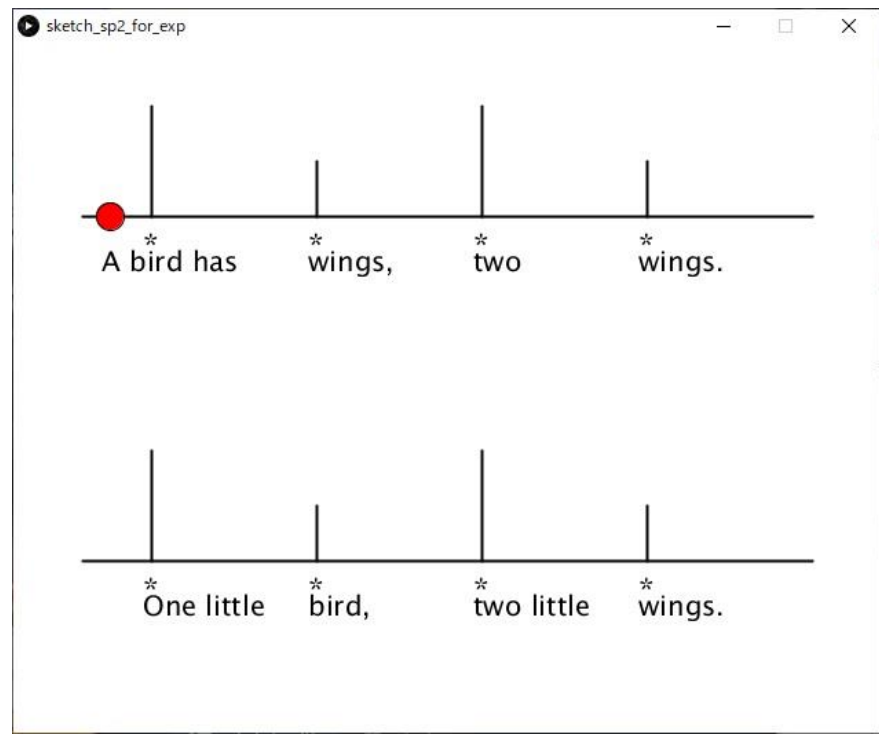 sketch_sp2_for_exp
* * * *
A bird has wings, two wings.
* * * *
One little bird, two little wings.